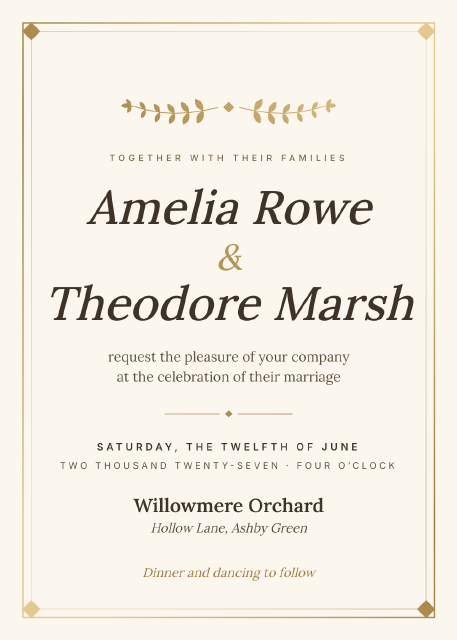 TOGETHER WITH THEIR FAMILIES
Amelia Rowe
&
Theodore Marsh
request the pleasure of your company
at the celebration of their marriage
SATURDAY, THE TWELFTH OF JUNE
TWO THOUSAND TWENTY-SEVEN · FOUR O'CLOCK
Willowmere Orchard
Hollow Lane, Ashby Green
Dinner and dancing to follow